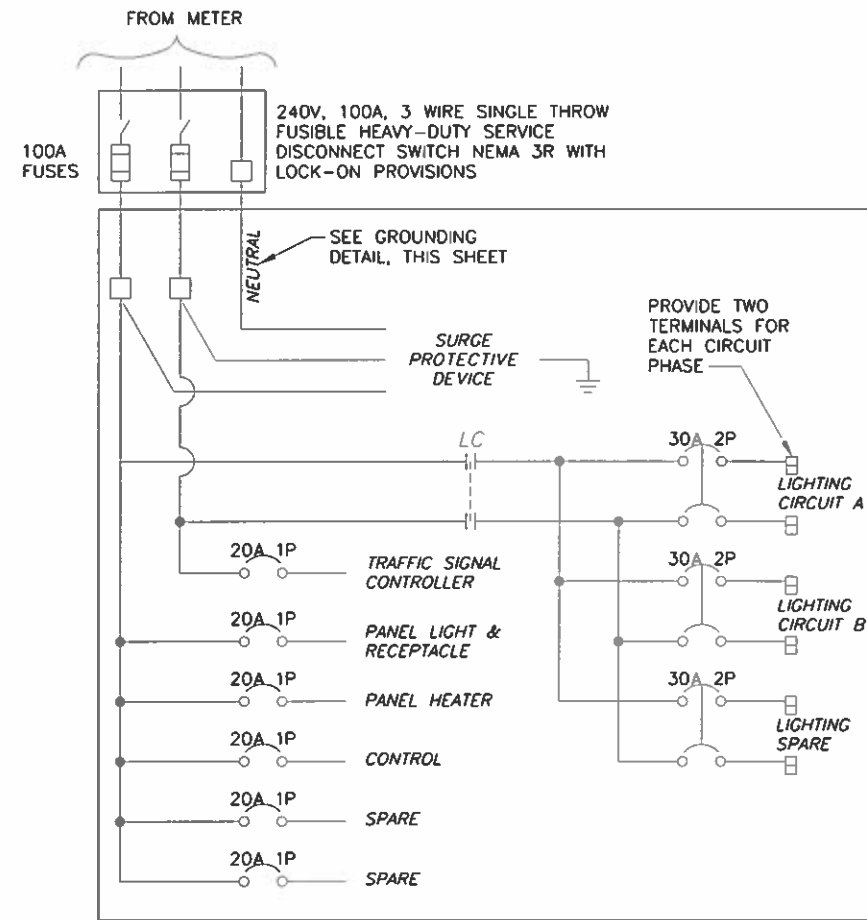 FROM METER
240V, 100A, 3 WIRE SINGLE THROW
FUSIBLE HEAVY-DUTY SERVICE
DISCONNECT SWITCH NEMA 3R WITH
LOCK-ON PROVISIONS
100A
FUSES
NEUTRAL
SEE GROUNDING
DETAIL, THIS SHEET
SURGE
PROTECTIVE
DEVICE
PROVIDE TWO
TERMINALS FOR
EACH CIRCUIT
PHASE
LC
30A 2P
LIGHTING
CIRCUIT A
20A 1P
TRAFFIC SIGNAL
CONTROLLER
30A 2P
LIGHTING
CIRCUIT B
20A 1P
PANEL LIGHT &
RECEPTACLE
20A 1P
PANEL HEATER
30A 2P
LIGHTING
SPARE
20A 1P
CONTROL
20A 1P
SPARE
20A 1P
SPARE